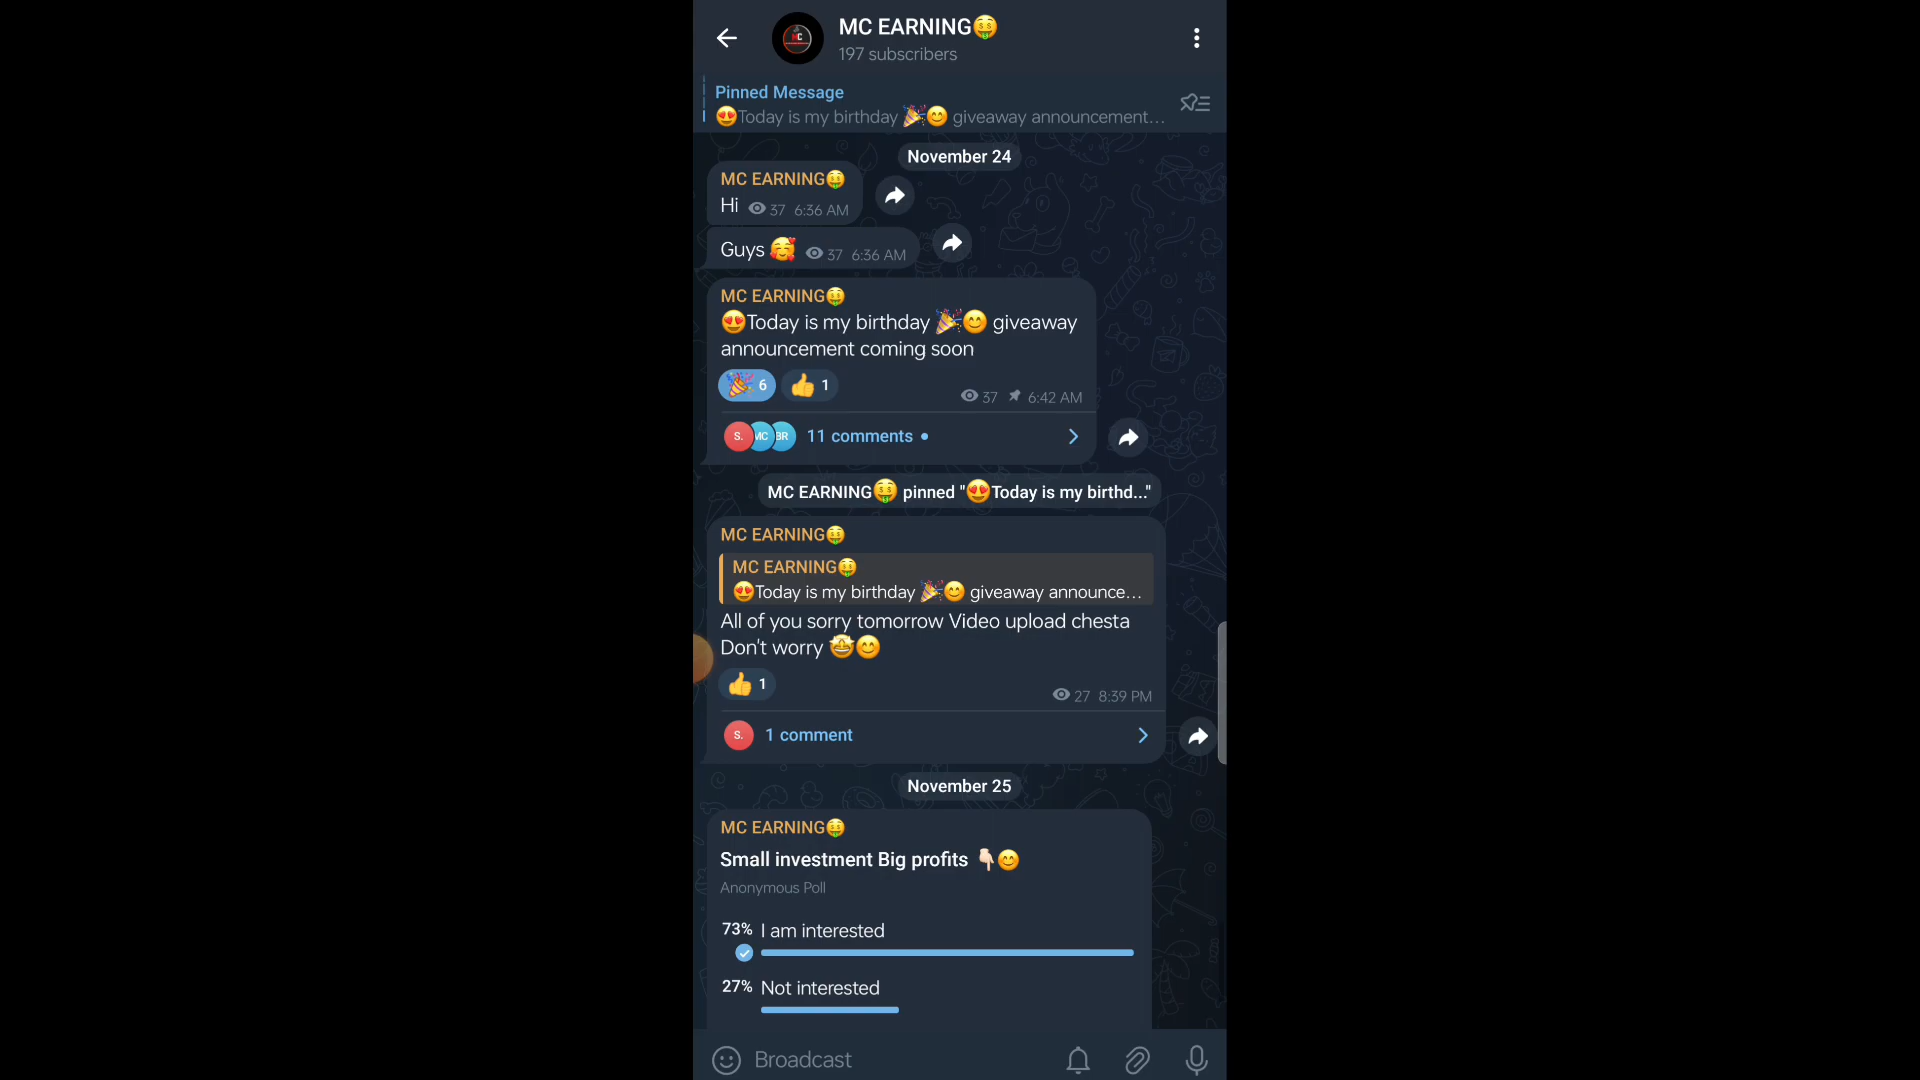 MC EARNING🤑
197 subscribers
Pinned Message
😍Today is my birthday 🎉😊 giveaway announcement...
November 24
MC EARNING🤑
Hi 37 6:36 AM
Guys 🥰 37 6:36 AM
MC EARNING🤑
😍Today is my birthday 🎉😊 giveaway
announcement coming soon
🎉 6 👍 1
37 6:42 AM
S. MC BR 11 comments
MC EARNING🤑 pinned "😍Today is my birthd..."
MC EARNING🤑
MC EARNING🤑
😍Today is my birthday 🎉😊 giveaway announce...
All of you sorry tomorrow Video upload chesta
Don't worry 🤩😊
👍 1
27 8:39 PM
S. 1 comment
November 25
MC EARNING🤑
Small investment Big profits 👇🏻😊
Anonymous Poll
73% I am interested
27% Not interested
Broadcast